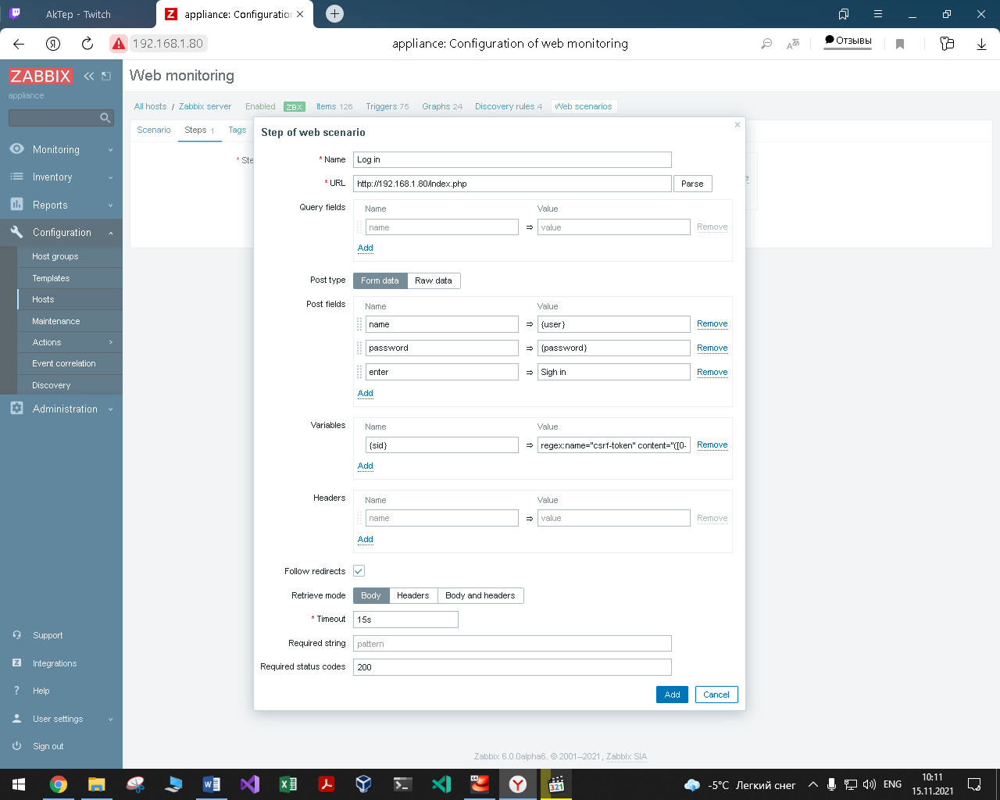 AkTep - Twitch
Z appliance: Configuration
192.168.1.80
appliance: Configuration of web monitoring
Отзывы
ZABBIX
appliance
Monitoring
Inventory
Reports
Configuration
Host groups
Templates
Hosts
Maintenance
Actions
Event correlation
Discovery
Administration
Support
Integrations
Help
User settings
Sign out
Web monitoring
All hosts / Zabbix server Enabled ZBX Items 126 Triggers 75 Graphs 24 Discovery rules 4 Web scenarios
Scenario Steps 1 Tags
* Ste
Step of web scenario
* Name Log in
* URL http://192.168.1.80/index.php Parse
Query fields Name Value
name ⇒ value Remove
Add
Post type Form data Raw data
Post fields Name Value
name ⇒ {user} Remove
password ⇒ {password} Remove
enter ⇒ Sigh in Remove
Add
Variables Name Value
{sid} ⇒ regex:name="csrf-token" content="([0- Remove
Add
Headers Name Value
name ⇒ value Remove
Add
Follow redirects
Retrieve mode Body Headers Body and headers
* Timeout 15s
Required string pattern
Required status codes 200
Add Cancel
Zabbix 6.0.0alpha6. © 2001–2021, Zabbix SIA
-5°C Легкий снег
ENG
10:11
15.11.2021